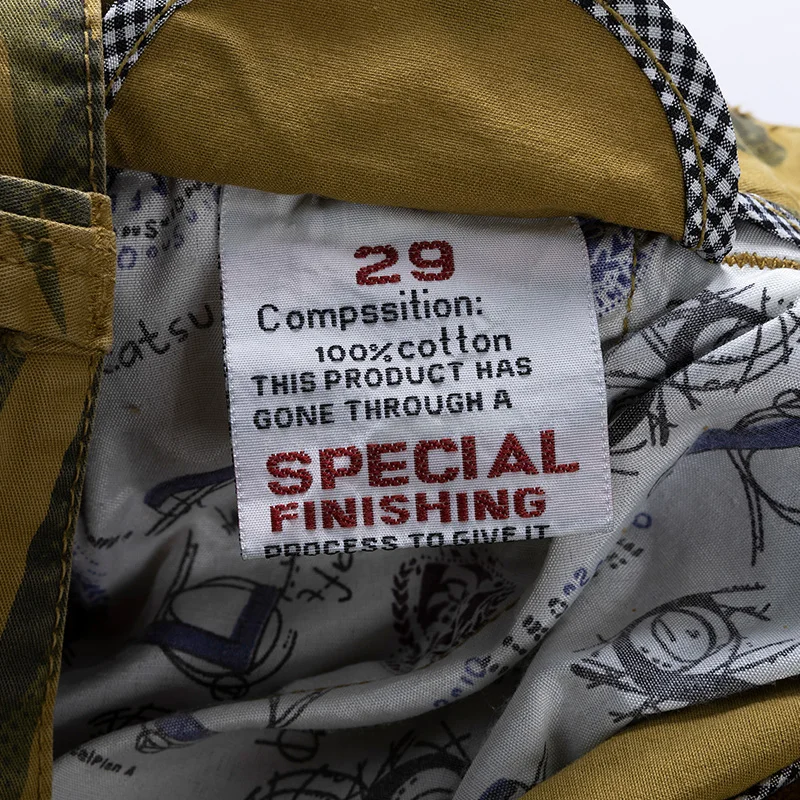 29
Compssition:
100% cotton
THIS PRODUCT HAS
GONE THROUGH A
SPECIAL
FINISHING
PROCESS TO GIVE IT